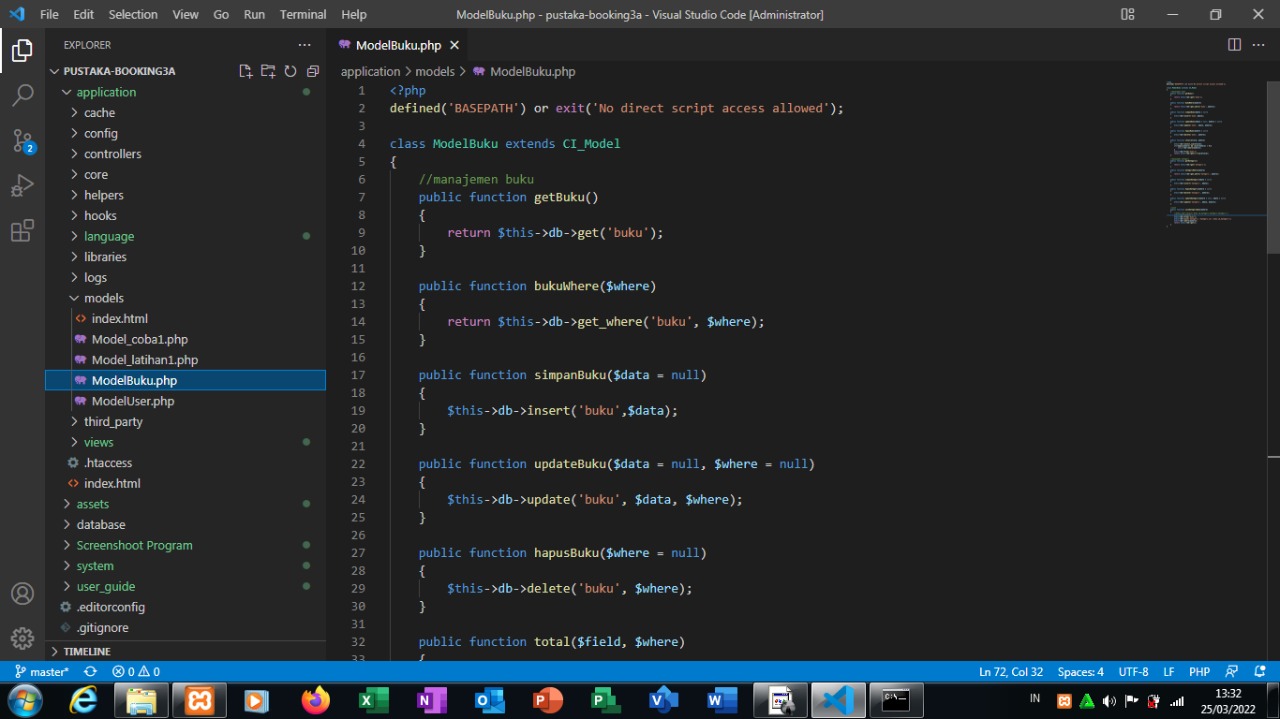 File Edit Selection View Go Run Terminal Help ModelBuku.php - pustaka-booking3a - Visual Studio Code [Administrator]
EXPLORER
PUSTAKA-BOOKING3A
application
cache
config
controllers
core
helpers
hooks
language
libraries
logs
models
index.html
Model_coba1.php
Model_latihan1.php
ModelBuku.php
ModelUser.php
third_party
views
.htaccess
index.html
assets
database
Screenshoot Program
system
user_guide
.editorconfig
.gitignore
TIMELINE
2
ModelBuku.php
application > models > ModelBuku.php
1 <?php
2 defined('BASEPATH') or exit('No direct script access allowed');
3
4 class ModelBuku extends CI_Model
5 {
6 //manajemen buku
7 public function getBuku()
8 {
9 return $this->db->get('buku');
10 }
11
12 public function bukuWhere($where)
13 {
14 return $this->db->get_where('buku', $where);
15 }
16
17 public function simpanBuku($data = null)
18 {
19 $this->db->insert('buku',$data);
20 }
21
22 public function updateBuku($data = null, $where = null)
23 {
24 $this->db->update('buku', $data, $where);
25 }
26
27 public function hapusBuku($where = null)
28 {
29 $this->db->delete('buku', $where);
30 }
31
32 public function total($field, $where)
33 {
master* 0 0 Ln 72, Col 32 Spaces: 4 UTF-8 LF PHP
IN 13:32
25/03/2022